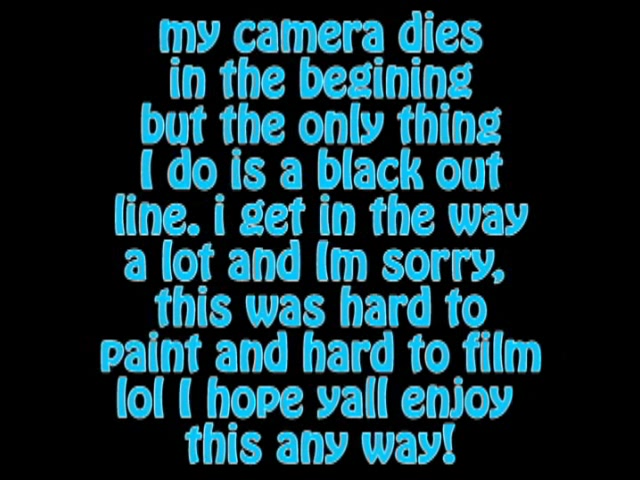 my camera dies
in the begining
but the only thing
I do is a black out
line. i get in the way
a lot and Im sorry,
this was hard to
paint and hard to film
lol I hope yall enjoy
this any way!